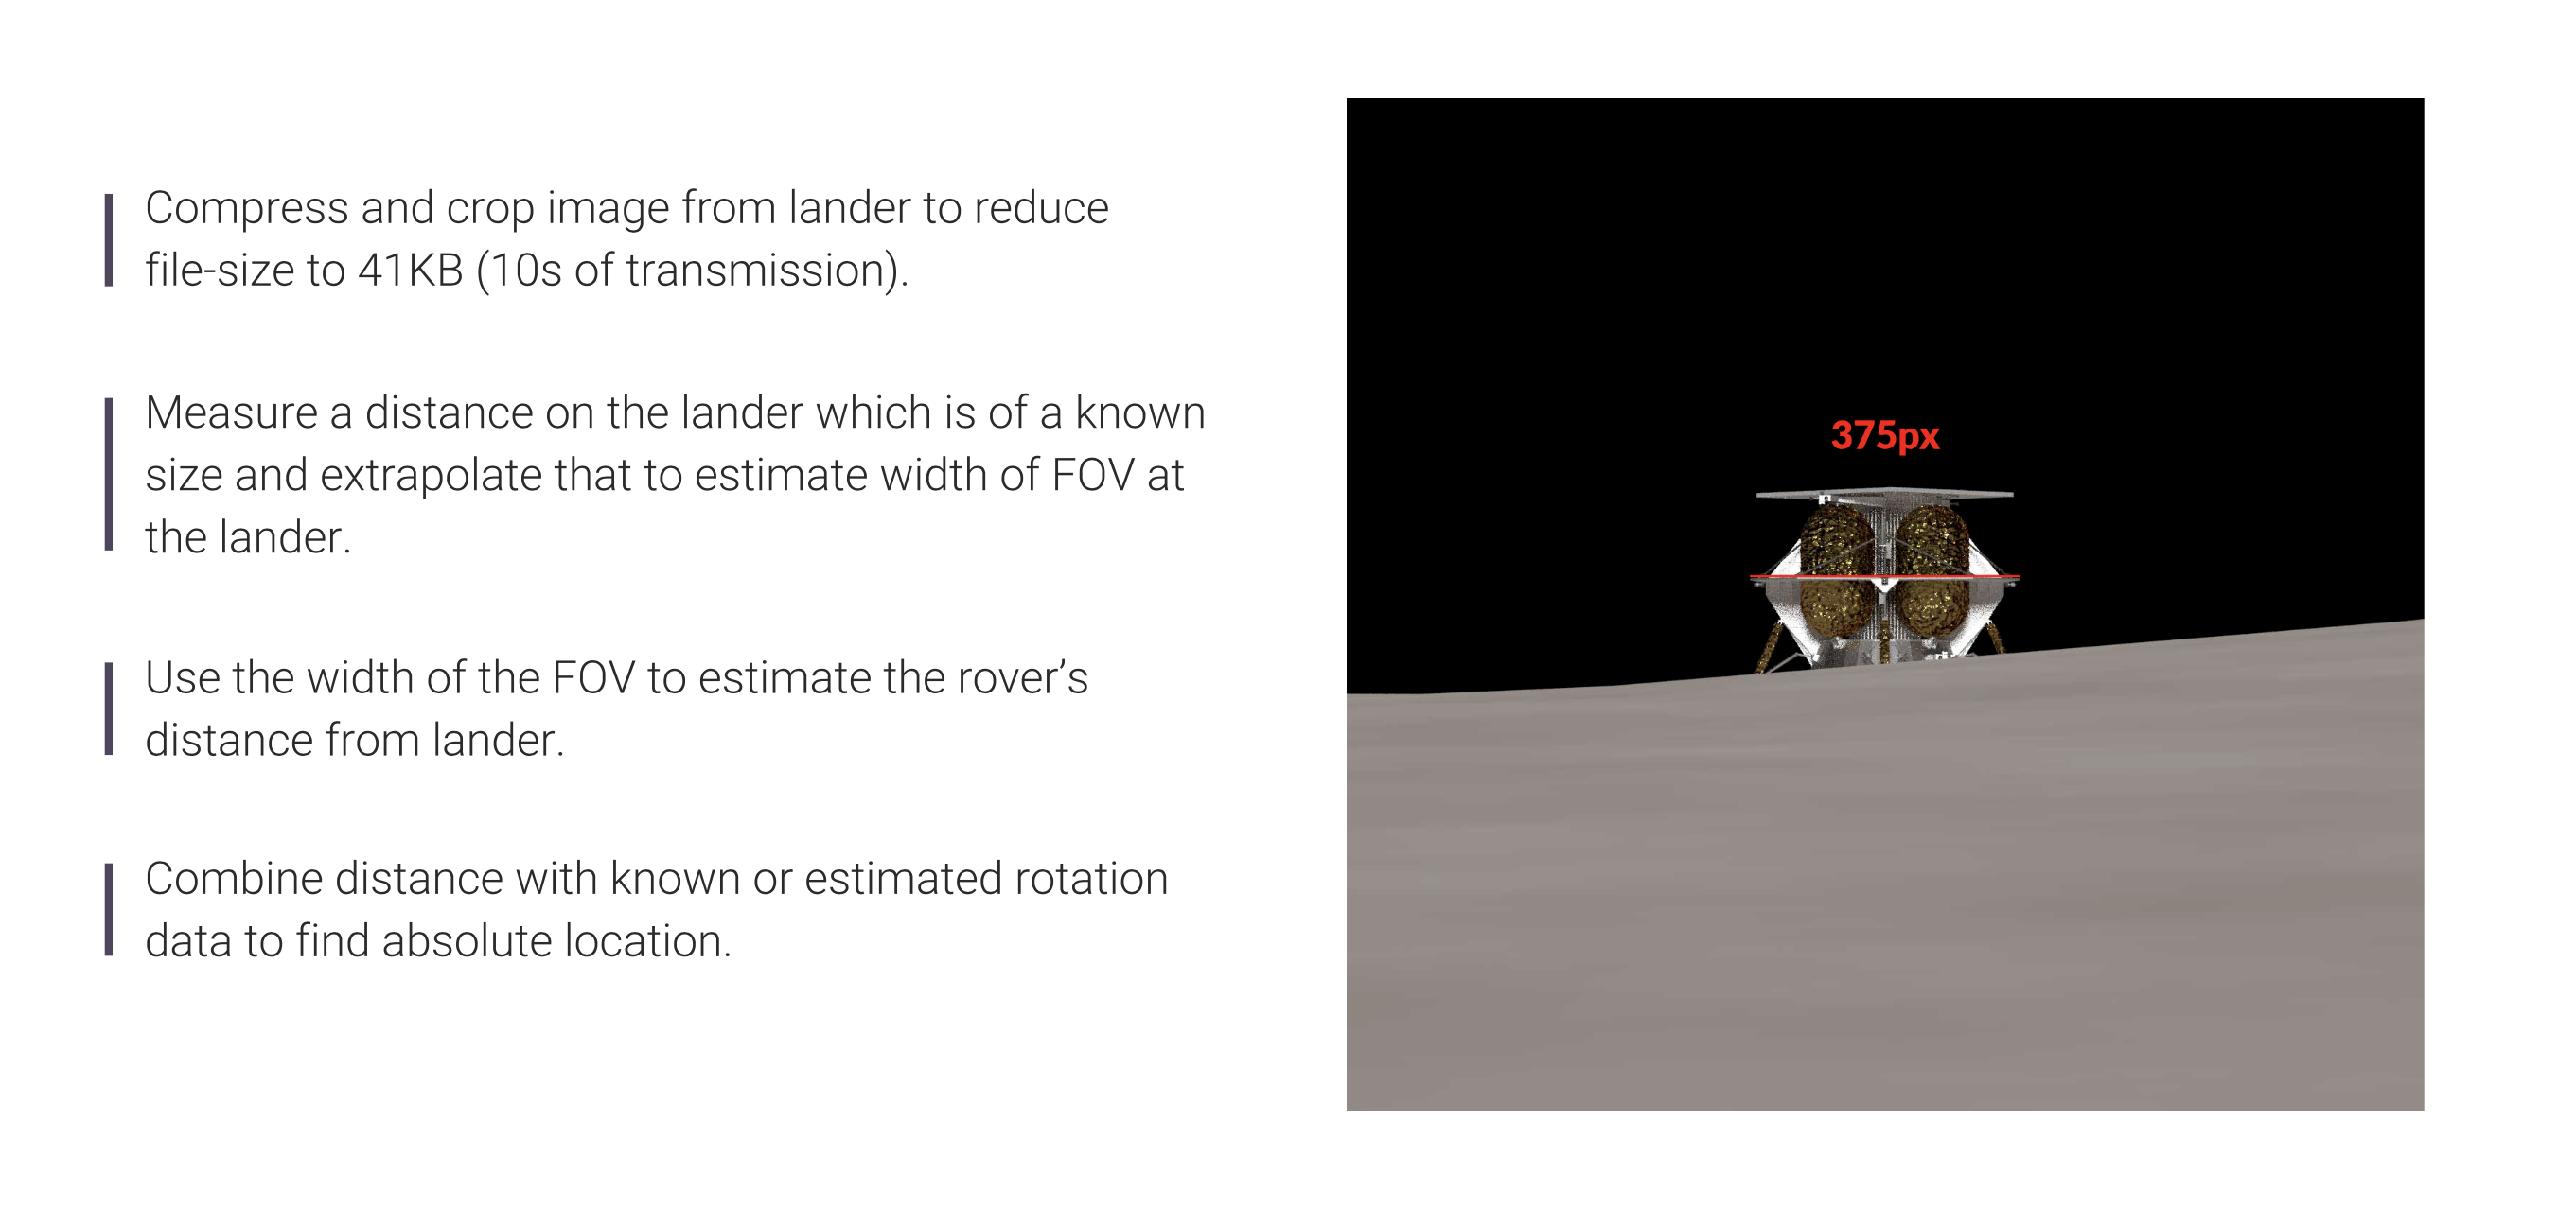 Compress and crop image from lander to reduce
file-size to 41KB (10s of transmission).
Measure a distance on the lander which is of a known
size and extrapolate that to estimate width of FOV at
the lander.
Use the width of the FOV to estimate the rover’s
distance from lander.
Combine distance with known or estimated rotation
data to find absolute location.
375px